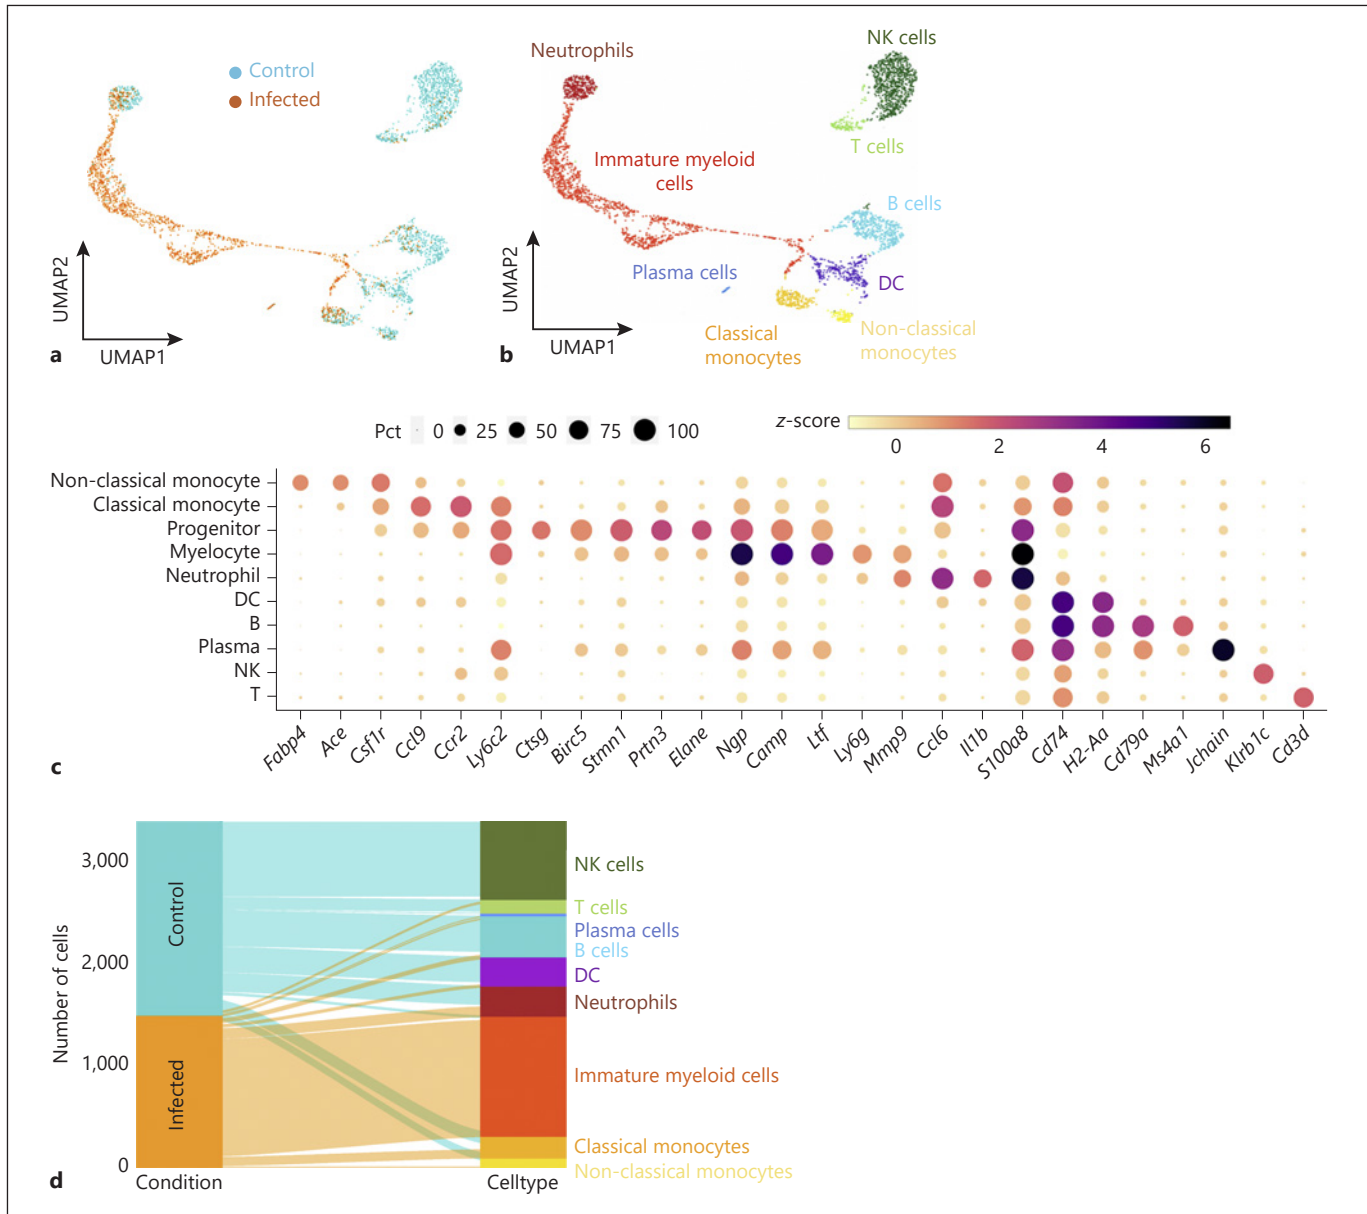 Control
Infected
UMAP2
UMAP1
a
Neutrophils
NK cells
T cells
Immature myeloid
cells
B cells
Plasma cells
DC
Classical
monocytes
Non-classical
monocytes
UMAP2
UMAP1
b
Pct 0 25 50 75 100
z-score
0 2 4 6
Non-classical monocyte
Classical monocyte
Progenitor
Myelocyte
Neutrophil
DC
B
Plasma
NK
T
Fabp4 Ace Csf1r Ccl9 Ccr2 Ly6c2 Ctsg Birc5 Stmn1 Prtn3 Elane Ngp Camp Ltf Ly6g Mmp9 Ccl6 Il1b S100a8 Cd74 H2-Aa Cd79a Ms4a1 Jchain Klrb1c Cd3d
c
Number of cells
3,000
2,000
1,000
0
Control
Infected
NK cells
T cells
Plasma cells
B cells
DC
Neutrophils
Immature myeloid cells
Classical monocytes
Non-classical monocytes
Condition
Celltype
d